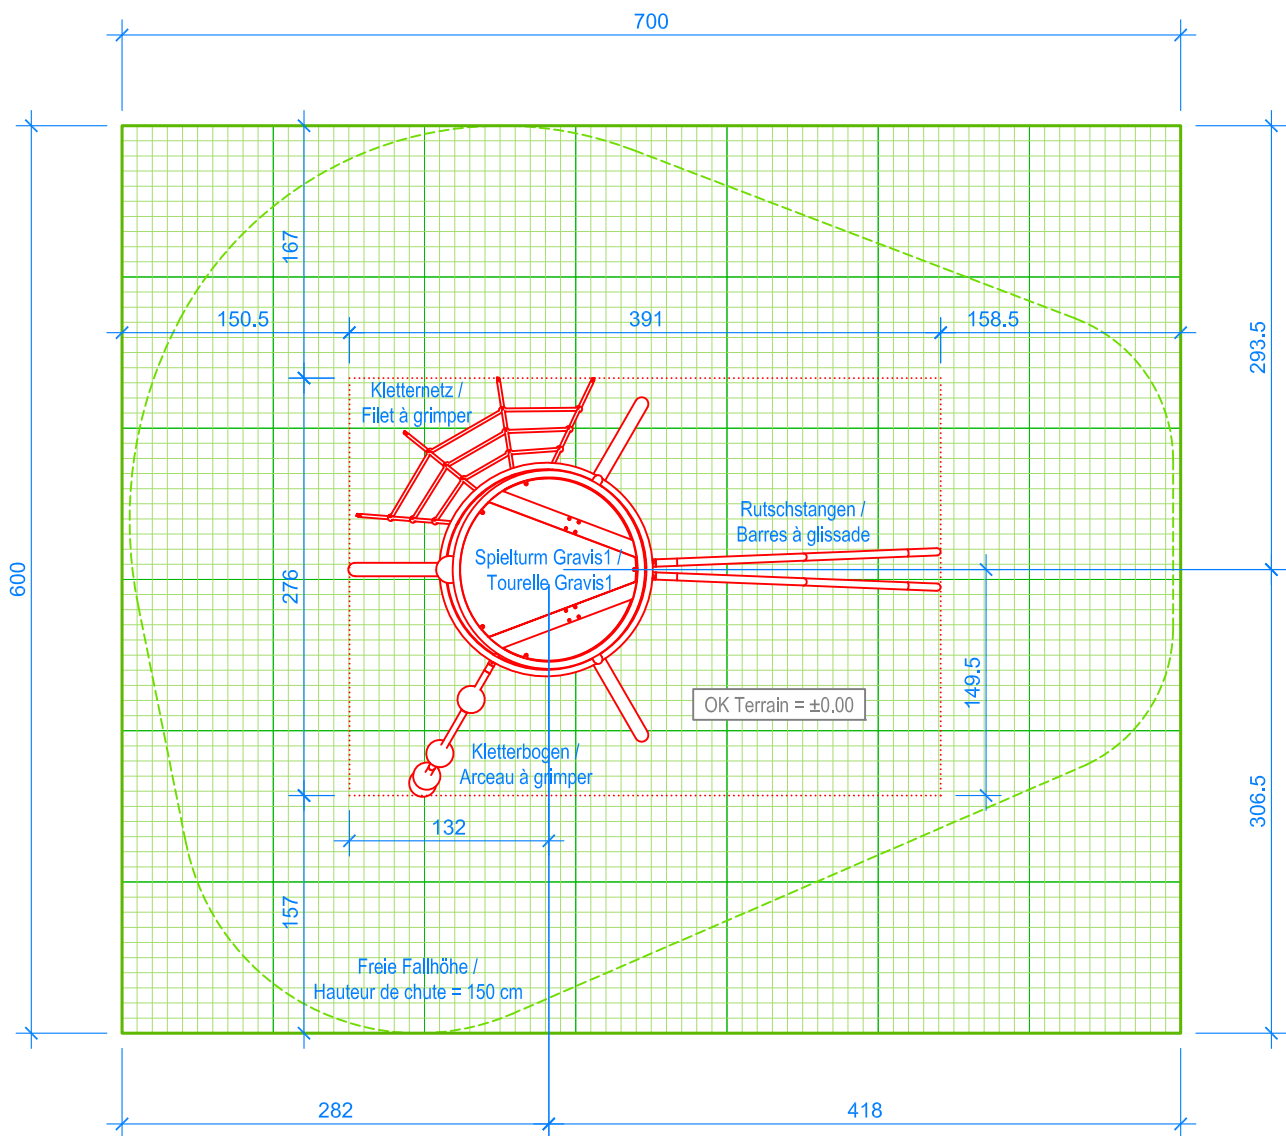 700
167
150.5
391
158.5
293.5
Kletternetz /
Filet à grimper
Rutschstangen /
Barres à glissade
Spielturm Gravis1 /
Tourelle Gravis1
600
276
149.5
OK Terrain = ±0.00
Kletterbogen /
Arceau à grimper
306.5
132
157
Freie Fallhöhe /
Hauteur de chute = 150 cm
282
418